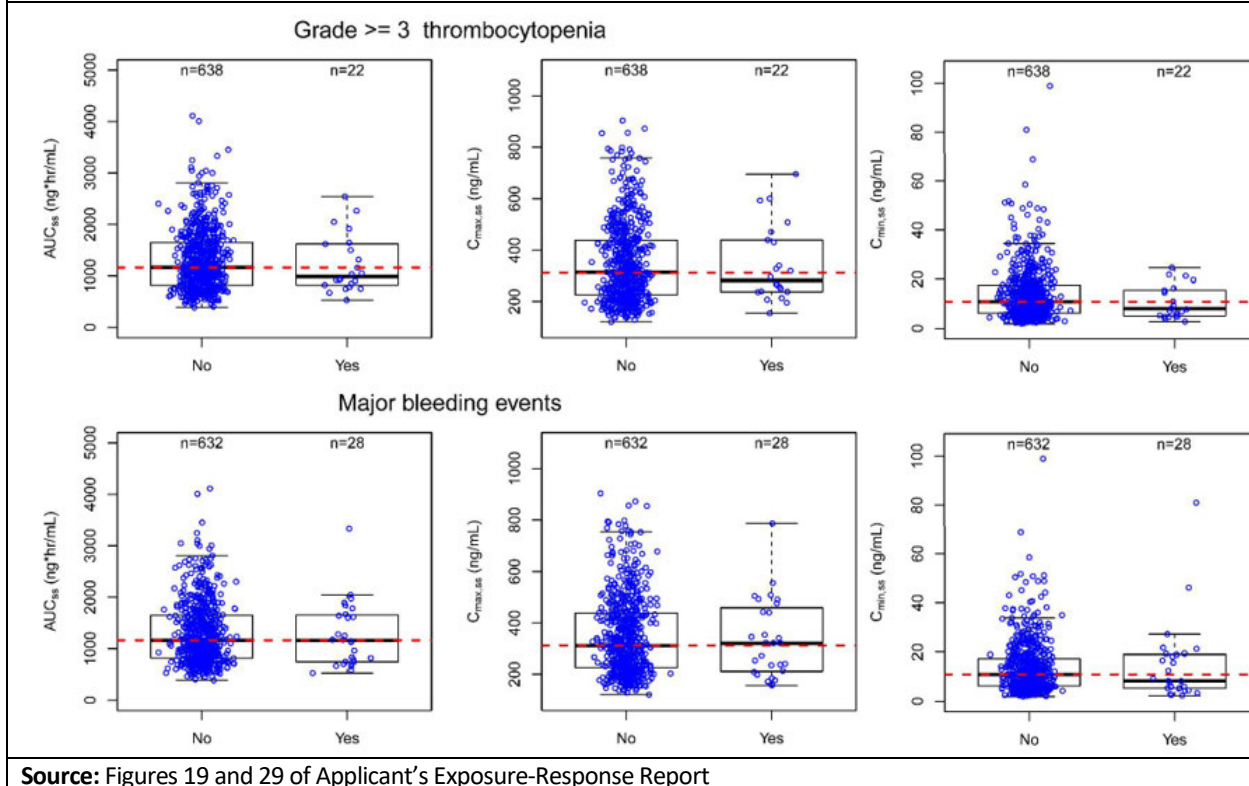 Grade >= 3 thrombocytopenia
AUCss (ng*hr/mL)
5000
4000
3000
2000
1000
0
n=638
n=22
No
Yes
Cmax,ss (ng/mL)
1000
800
600
400
200
n=638
n=22
No
Yes
Cmin,ss (ng/mL)
100
80
60
40
20
0
n=638
n=22
No
Yes
Major bleeding events
AUCss (ng*hr/mL)
5000
4000
3000
2000
1000
0
n=632
n=28
No
Yes
Cmax,ss (ng/mL)
1000
800
600
400
200
n=632
n=28
No
Yes
Cmin,ss (ng/mL)
100
80
60
40
20
0
n=632
n=28
No
Yes
Source: Figures 19 and 29 of Applicant's Exposure-Response Report